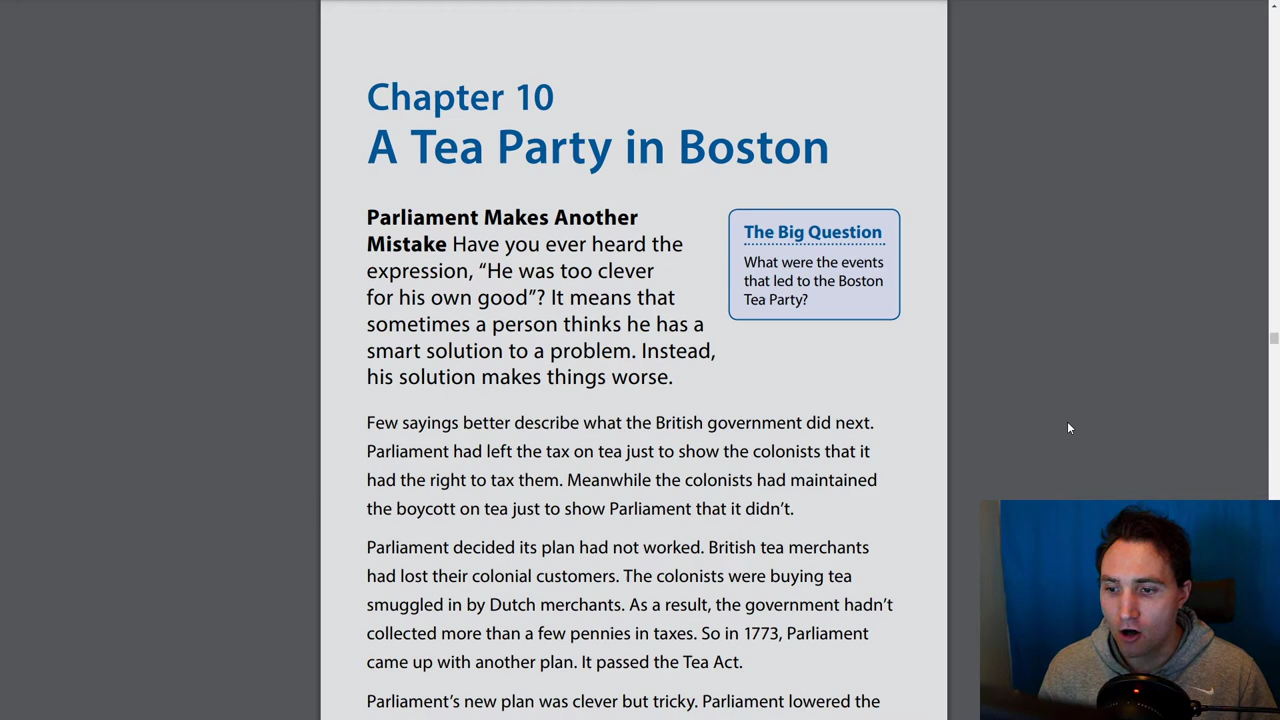 Chapter 10
A Tea Party in Boston
Parliament Makes Another
Mistake Have you ever heard the
expression, “He was too clever
for his own good”? It means that
sometimes a person thinks he has a
smart solution to a problem. Instead,
his solution makes things worse.
The Big Question
What were the events
that led to the Boston
Tea Party?
Few sayings better describe what the British government did next.
Parliament had left the tax on tea just to show the colonists that it
had the right to tax them. Meanwhile the colonists had maintained
the boycott on tea just to show Parliament that it didn’t.
Parliament decided its plan had not worked. British tea merchants
had lost their colonial customers. The colonists were buying tea
smuggled in by Dutch merchants. As a result, the government hadn’t
collected more than a few pennies in taxes. So in 1773, Parliament
came up with another plan. It passed the Tea Act.
Parliament’s new plan was clever but tricky. Parliament lowered the